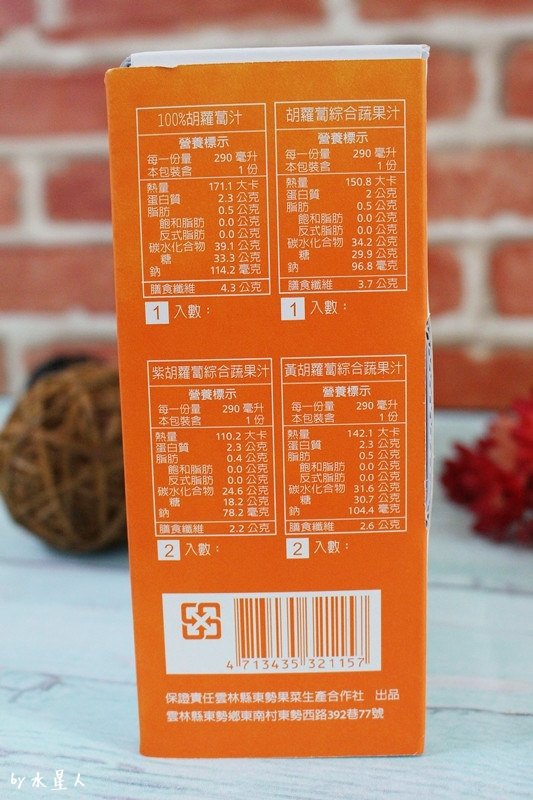 100%胡蘿蔔汁
營養標示
每一份量 290 毫升
本包裝含 1 份
熱量 171.1 大卡
蛋白質 2.3 公克
脂肪 0.5 公克
飽和脂肪 0.0 公克
反式脂肪 0.0 公克
碳水化合物 39.1 公克
糖 33.3 公克
鈉 114.2 毫克
膳食纖維 4.3 公克
1 入數：
胡蘿蔔綜合蔬果汁
營養標示
每一份量 290 毫升
本包裝含 1 份
熱量 150.8 大卡
蛋白質 2 公克
脂肪 0.5 公克
飽和脂肪 0.0 公克
反式脂肪 0.0 公克
碳水化合物 34.2 公克
糖 29.9 公克
鈉 96.8 毫克
膳食纖維 3.7 公克
1 入數：
紫胡蘿蔔綜合蔬果汁
營養標示
每一份量 290 毫升
本包裝含 1 份
熱量 110.2 大卡
蛋白質 2.3 公克
脂肪 0.4 公克
飽和脂肪 0.0 公克
反式脂肪 0.0 公克
碳水化合物 24.6 公克
糖 18.2 公克
鈉 78.2 毫克
膳食纖維 2.2 公克
2 入數：
黃胡蘿蔔綜合蔬果汁
營養標示
每一份量 290 毫升
本包裝含 1 份
熱量 142.1 大卡
蛋白質 2.3 公克
脂肪 0.5 公克
飽和脂肪 0.0 公克
反式脂肪 0.0 公克
碳水化合物 31.6 公克
糖 30.7 公克
鈉 104.4 毫克
膳食纖維 2.6 公克
2 入數：
4 713435 321157
保證責任雲林縣東勢果菜生產合作社 出品
雲林縣東勢鄉東南村東勢西路392巷77號
by 水星人